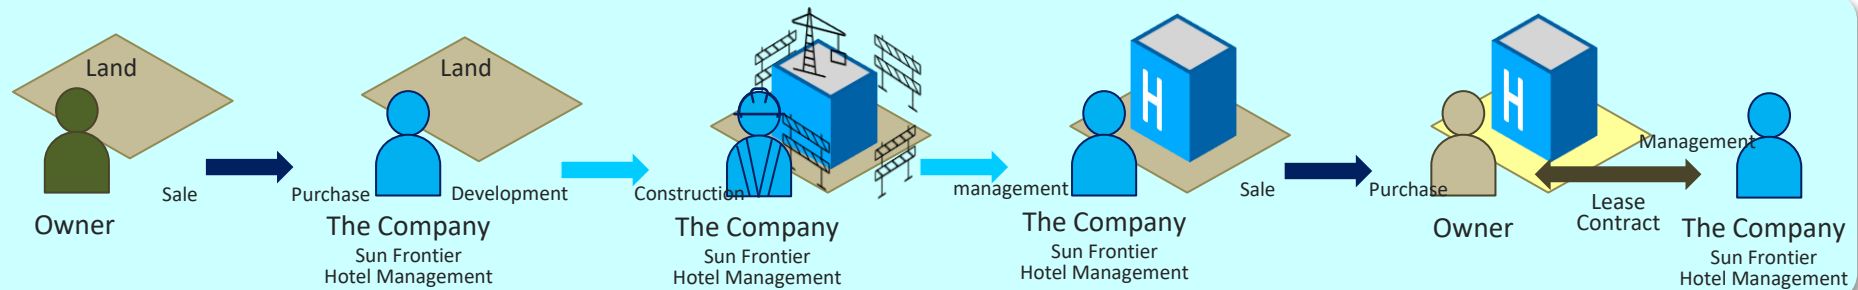 Land
Sale
Owner
Land
Purchase
Development
The Company
Sun Frontier
Hotel Management
Construction
The Company
Sun Frontier
Hotel Management
H
management
The Company
Sun Frontier
Hotel Management
Sale
H
Purchase
Owner
Management
Lease
Contract
The Company
Sun Frontier
Hotel Management